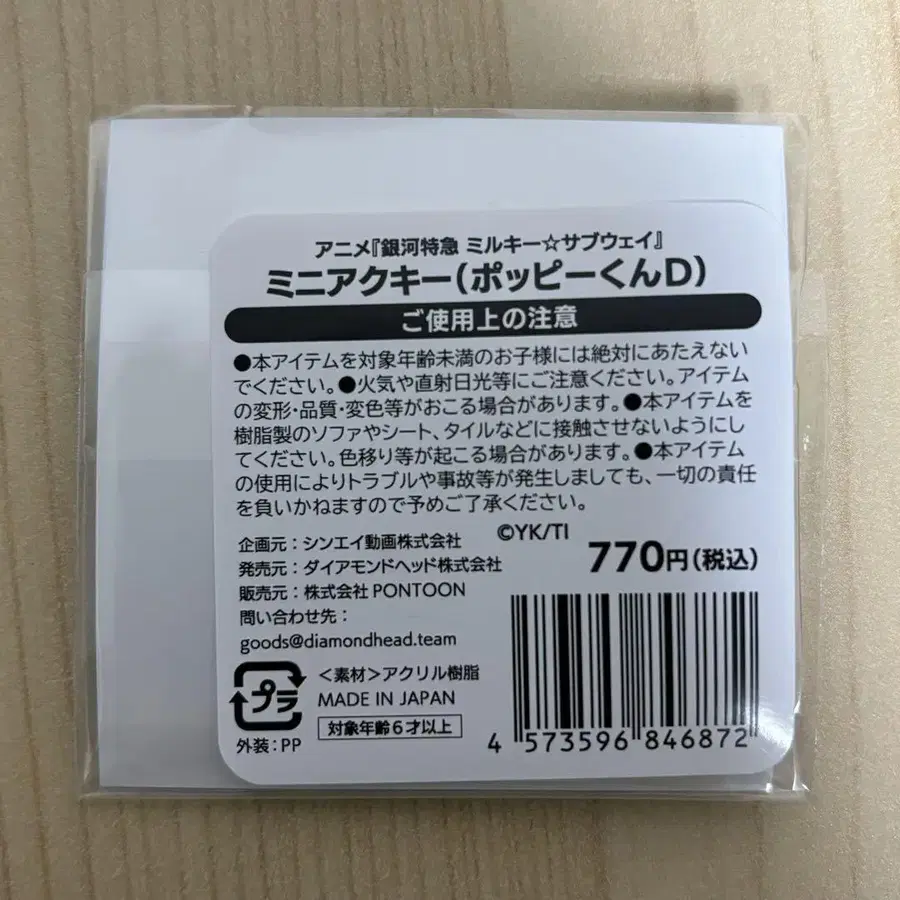 アニメ『銀河特急 ミルキー☆サブウェイ』
ミニアクキー(ポッピーくんD)
ご使用上の注意
●本アイテムを対象年齢未満のお子様には絶対にあたえない
でください。●火気や直射日光等にご注意ください。アイテム
の変形・品質・変色等がおこる場合があります。●本アイテムを
樹脂製のソファやシート、タイルなどに接触させないようにし
てください。色移り等が起こる場合があります。●本アイテム
の使用によりトラブルや事故等が発生しましても、一切の責任
を負いかねますので予めご了承ください。
©YK/TI
企画元：シンエイ動画株式会社
発売元：ダイアモンドヘッド株式会社
販売元：株式会社 PONTOON
問い合わせ先：
goods@diamondhead.team
770円(税込)
プラ
外装：PP
＜素材＞アクリル樹脂
MADE IN JAPAN
対象年齢6才以上
4 573596 846872